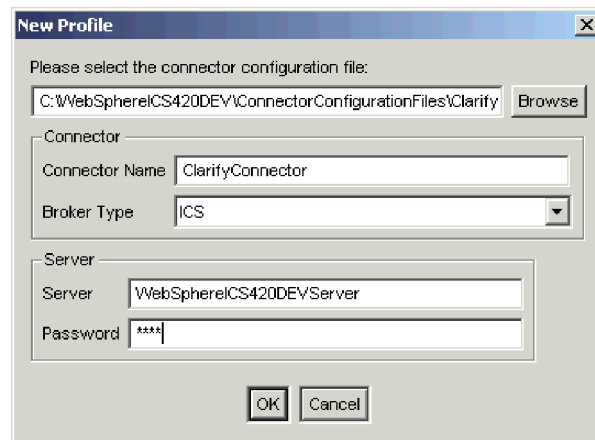 New Profile
Please select the connector configuration file:
C:\WebSphereICS420DEV\ConnectorConfigurationFiles\Clarify Browse
Connector
Connector Name ClarifyConnector
Broker Type ICS
Server
Server WebSphereICS420DEVServer
Password ****
OK Cancel